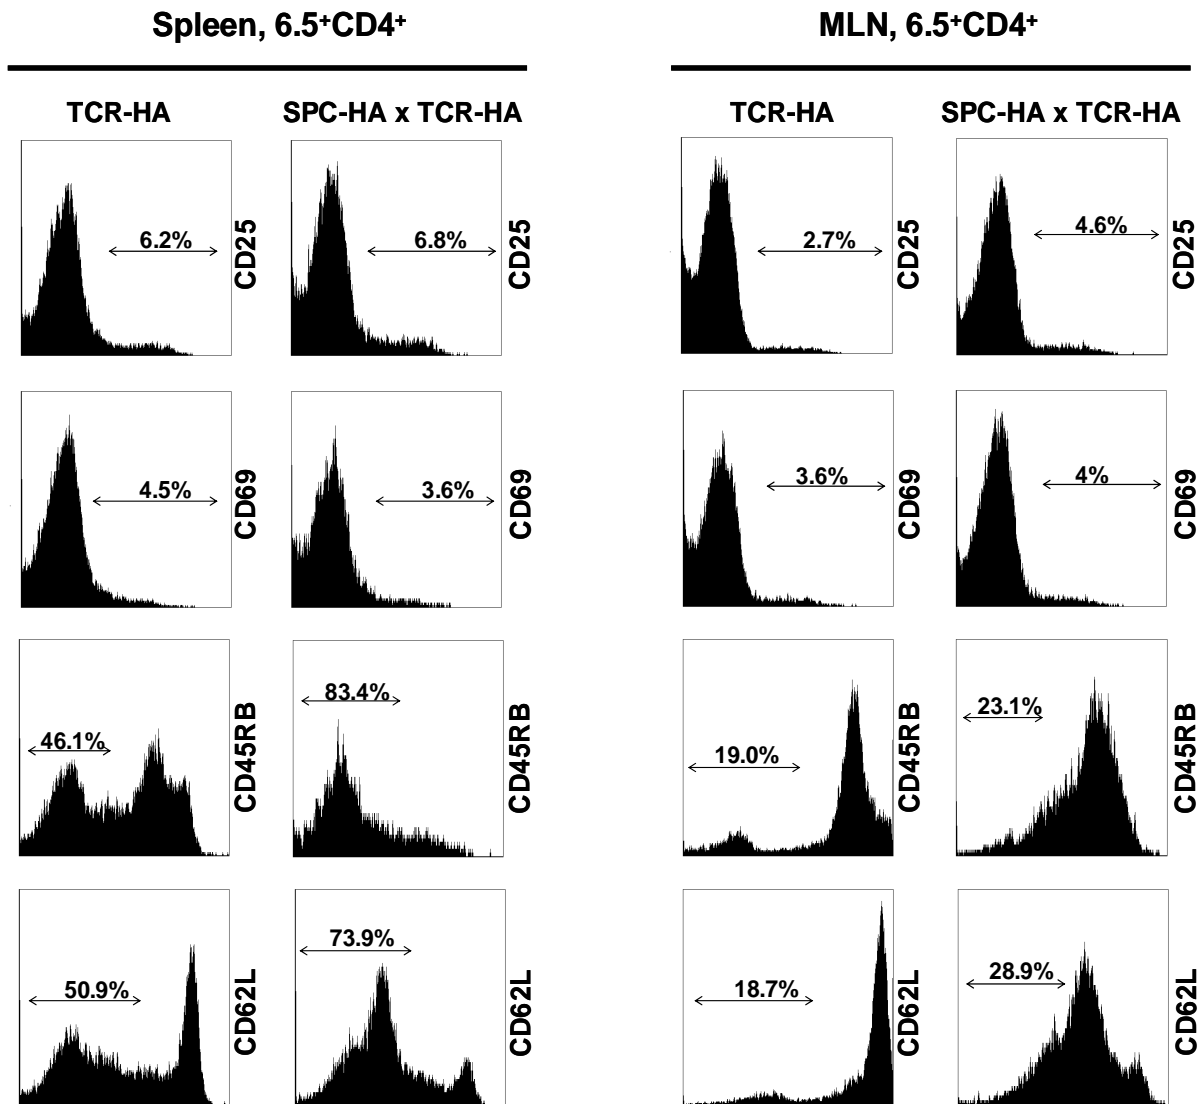 Spleen, 6.5⁺CD4⁺
MLN, 6.5⁺CD4⁺
TCR-HA
SPC-HA x TCR-HA
TCR-HA
SPC-HA x TCR-HA
6.2%
CD25
6.8%
CD25
2.7%
CD25
4.6%
CD25
4.5%
CD69
3.6%
CD69
3.6%
CD69
4%
CD69
46.1%
CD45RB
83.4%
CD45RB
19.0%
CD45RB
23.1%
CD45RB
50.9%
CD62L
73.9%
CD62L
18.7%
CD62L
28.9%
CD62L